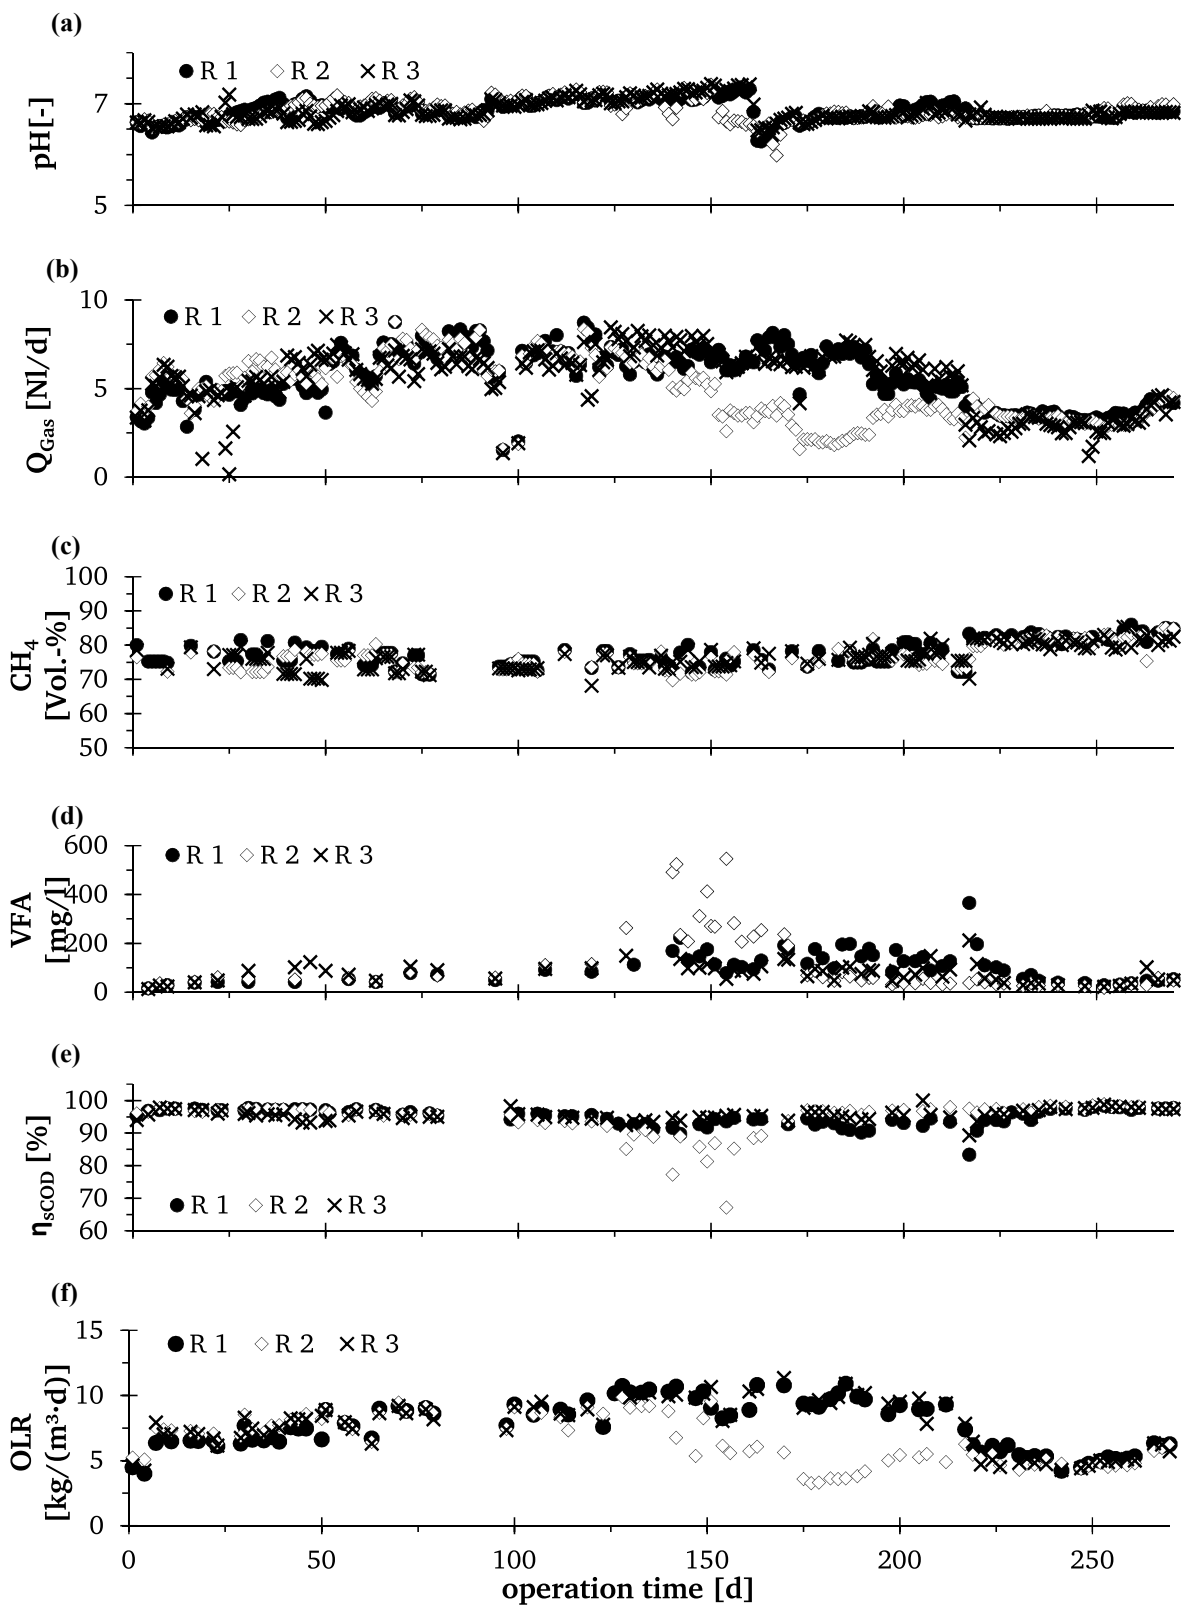 (a)
R 1 R 2 R 3
7
5
pH[-]
(b)
10
R 1 R 2 R 3
5
0
Q_Gas [Nl/d]
(c)
100
R 1 R 2 R 3
90
80
70
60
50
CH₄
[Vol.-%]
(d)
600
R 1 R 2 R 3
400
200
0
VFA
[mg/l]
(e)
100
90
80
70
R 1 R 2 R 3
60
η_sCOD [%]
(f)
15
R 1 R 2 R 3
10
5
0
OLR
[kg/(m³·d)]
0 50 100 150 200 250
operation time [d]